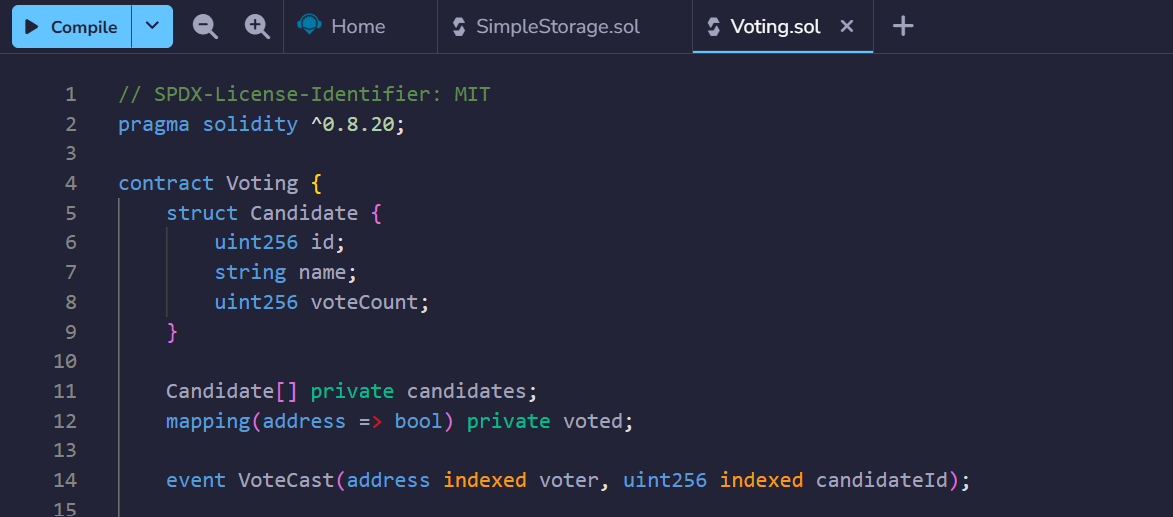 Compile
Home
SimpleStorage.sol
Voting.sol
1 // SPDX-License-Identifier: MIT
2 pragma solidity ^0.8.20;
3
4 contract Voting {
5     struct Candidate {
6         uint256 id;
7         string name;
8         uint256 voteCount;
9     }
10
11     Candidate[] private candidates;
12     mapping(address => bool) private voted;
13
14     event VoteCast(address indexed voter, uint256 indexed candidateId);
15